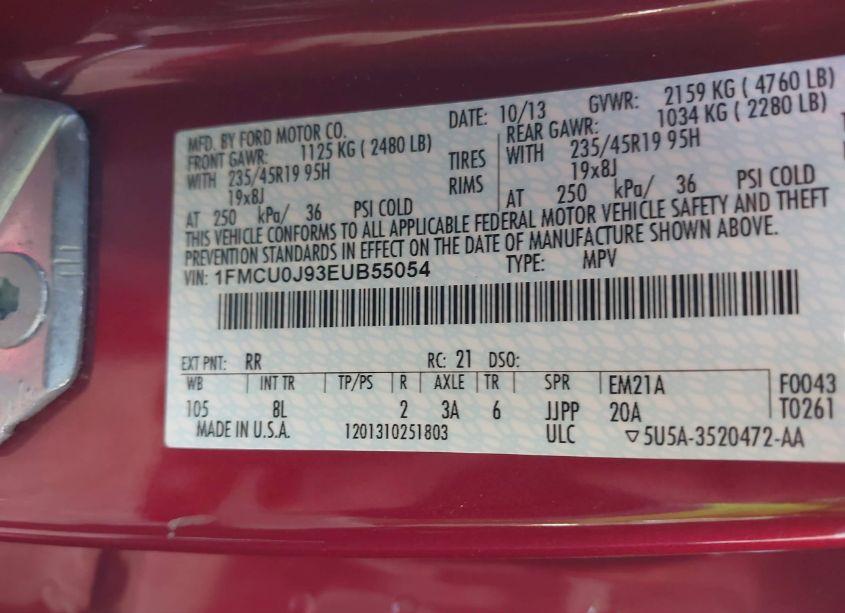 MFD. BY FORD MOTOR CO.
DATE: 10/13 GVWR: 2159 KG ( 4760 LB)
FRONT GAWR: 1125 KG ( 2480 LB) REAR GAWR: 1034 KG ( 2280 LB)
WITH 235/45R19 95H TIRES WITH 235/45R19 95H
19x8J RIMS 19x8J
AT 250 kPa/ 36 PSI COLD AT 250 kPa/ 36 PSI COLD
THIS VEHICLE CONFORMS TO ALL APPLICABLE FEDERAL MOTOR VEHICLE SAFETY AND THEFT
PREVENTION STANDARDS IN EFFECT ON THE DATE OF MANUFACTURE SHOWN ABOVE.
VIN: 1FMCU0J93EUB55054 TYPE: MPV
EXT PNT: RR RC: 21 DSO:
WB INT TR TP/PS R AXLE TR SPR EM21A F0043
105 8L 2 3A 6 JJPP 20A T0261
MADE IN U.S.A. 1201310251803 ULC ▽5U5A-3520472-AA